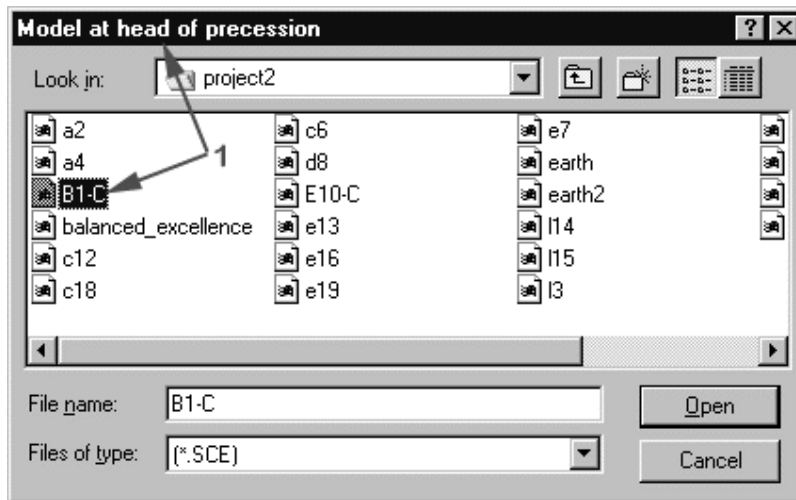 Model at head of precession
Look in: project2
a2 c6 e7
a4 d8 earth
1
B1-C E10-C earth2
balanced_excellence e13 l14
c12 e16 l15
c18 e19 l3
File name: B1-C Open
Files of type: (*.SCE) Cancel